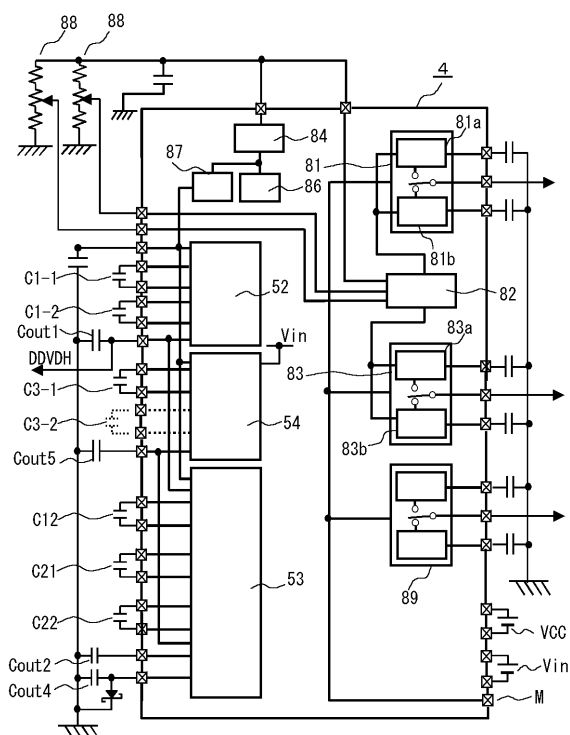 88
88
4
84
87
86
81a
81
81b
52
C1-1
C1-2
82
Cout1
Vin
DDVDH
83a
83
C3-1
54
C3-2
83b
Cout5
C12
53
C21
89
C22
VCC
Cout2
Vin
Cout4
M